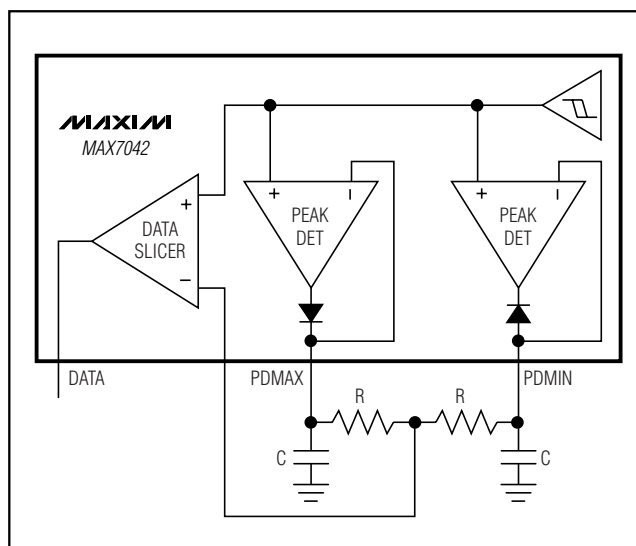 MAXIM
MAX7042
+
−
DATA
SLICER
+
−
PEAK
DET
+
−
PEAK
DET
DATA
PDMAX
PDMIN
R
R
C
C